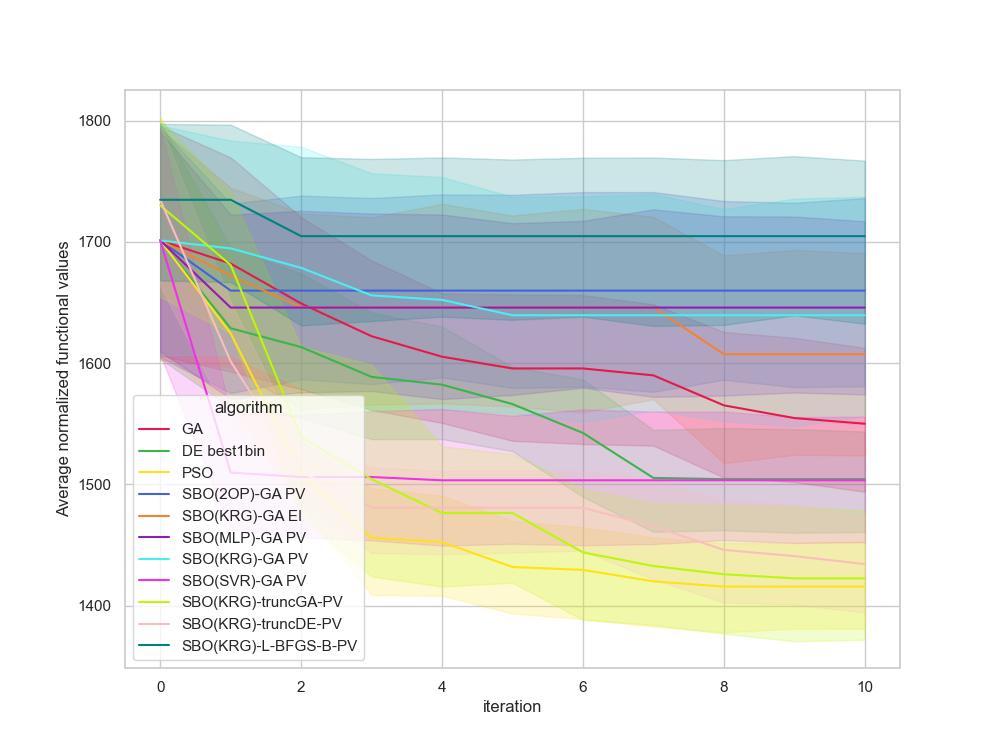 1800
1700
1600
1500
1400
Average normalized functional values
algorithm
GA
DE best1bin
PSO
SBO(2OP)-GA PV
SBO(KRG)-GA EI
SBO(MLP)-GA PV
SBO(KRG)-GA PV
SBO(SVR)-GA PV
SBO(KRG)-truncGA-PV
SBO(KRG)-truncDE-PV
SBO(KRG)-L-BFGS-B-PV
0 2 4 6 8 10
iteration